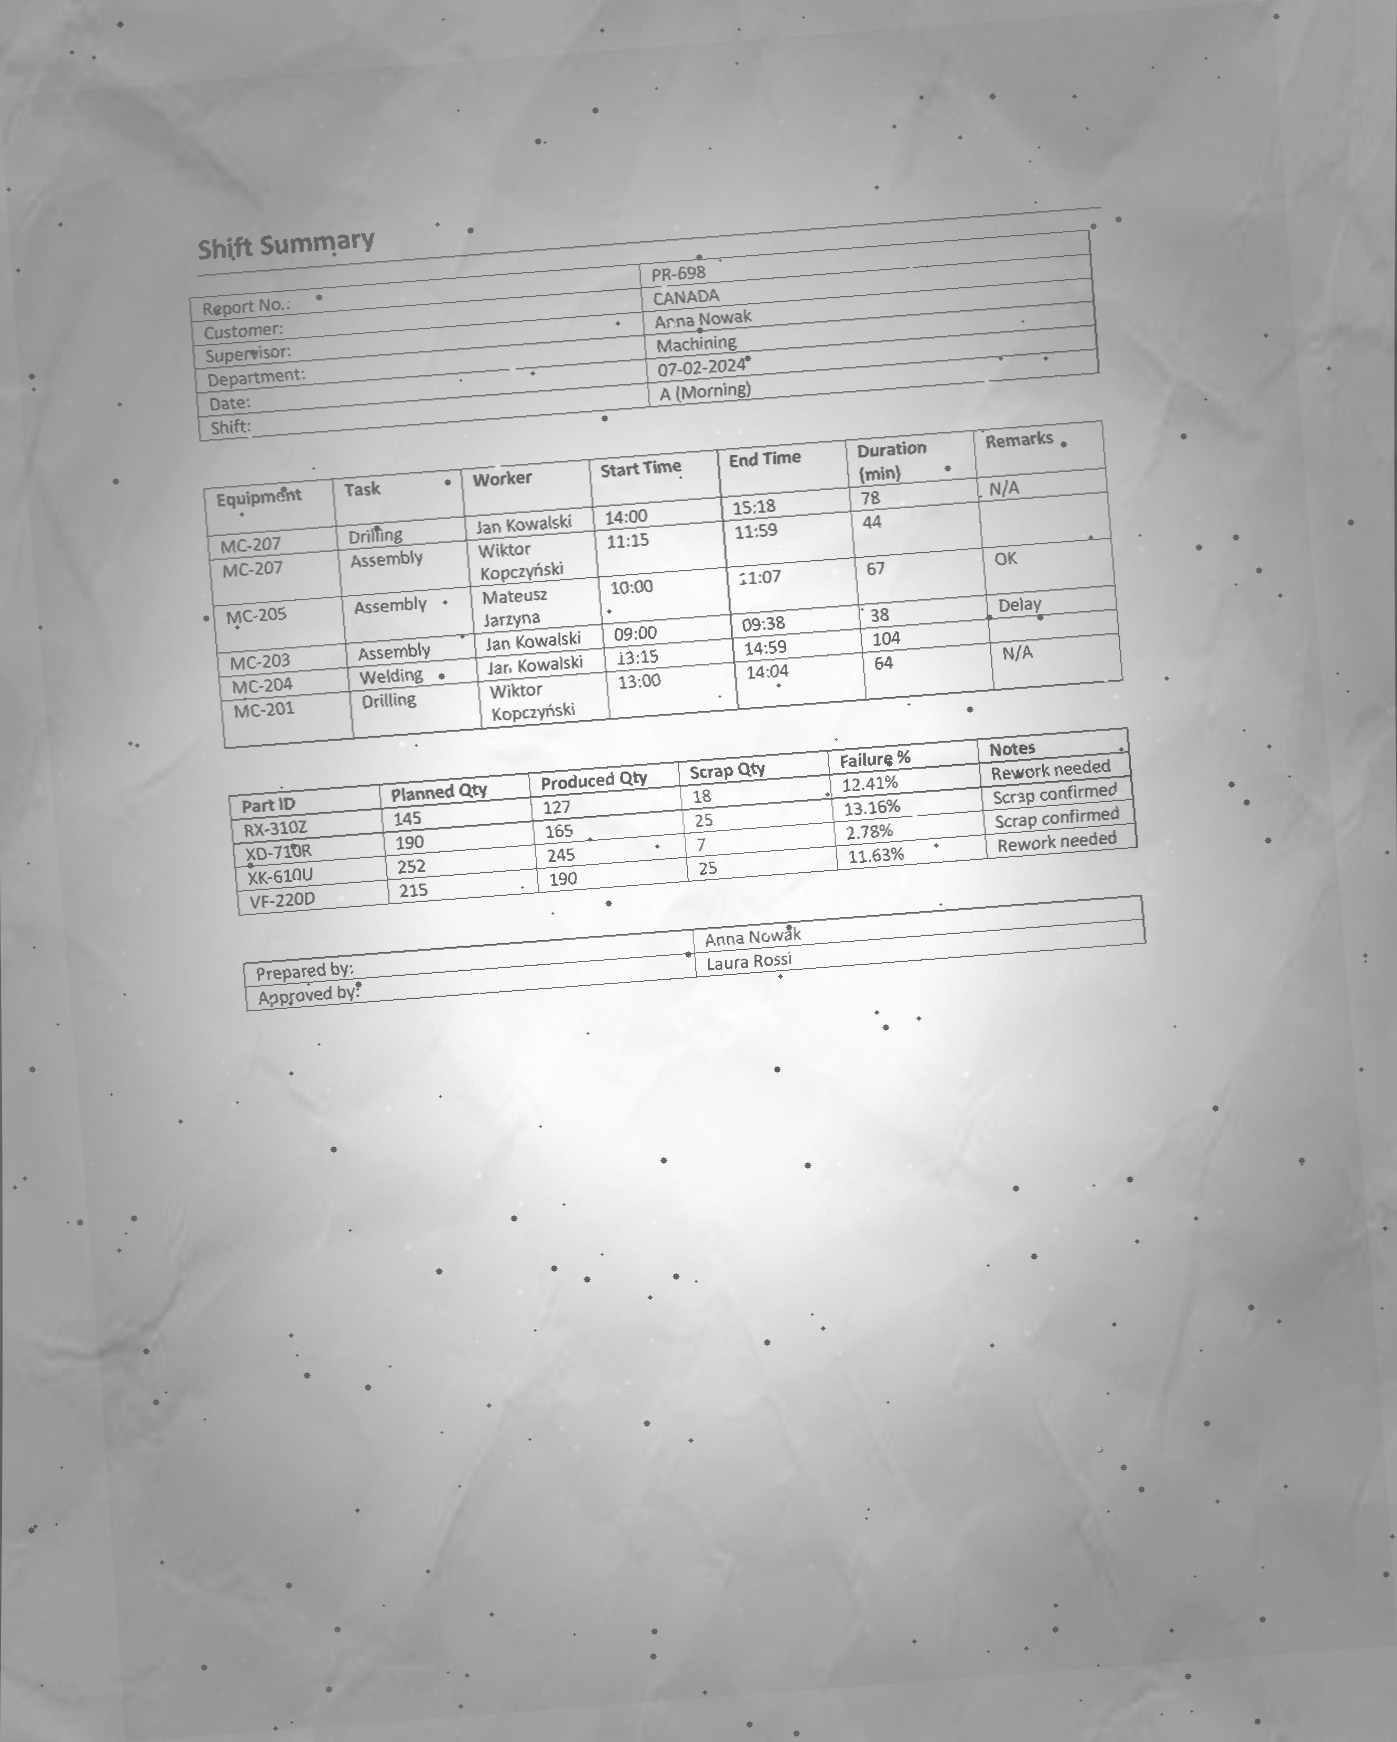 Shift Summary
Report No.: PR-698
Customer: CANADA
Supervisor: Anna Nowak
Department: Machining
Date: 07-02-2024
Shift: A (Morning)
Equipment Task Worker Start Time End Time Duration (min) Remarks
MC-207 Drilling Jan Kowalski 14:00 15:18 78 N/A
MC-207 Assembly Wiktor Kopczyński 11:15 11:59 44
MC-205 Assembly Mateusz Jarzyna 10:00 11:07 67 OK
MC-203 Assembly Jan Kowalski 09:00 09:38 38 Delay
MC-204 Welding Jan Kowalski 13:15 14:59 104
MC-201 Drilling Wiktor Kopczyński 13:00 14:04 64 N/A
Part ID Planned Qty Produced Qty Scrap Qty Failure % Notes
RX-310Z 145 127 18 12.41% Rework needed
XD-710R 190 165 25 13.16% Scrap confirmed
XK-610U 252 245 7 2.78% Scrap confirmed
VF-220D 215 190 25 11.63% Rework needed
Prepared by: Anna Nowak
Approved by: Laura Rossi